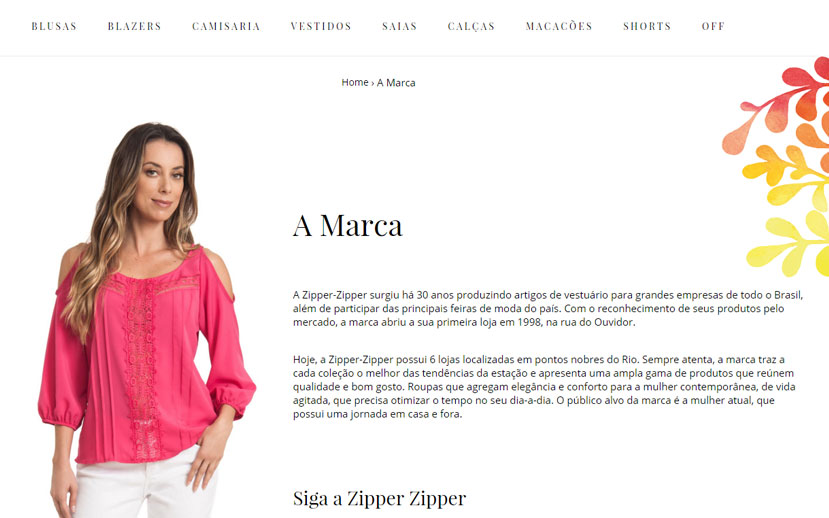 BLUSAS BLAZERS CAMISARIA VESTIDOS SAIAS CALÇAS MACACÕES SHORTS OFF
Home › A Marca
A Marca
A Zipper-Zipper surgiu há 30 anos produzindo artigos de vestuário para grandes empresas de todo o Brasil,
além de participar das principais feiras de moda do país. Com o reconhecimento de seus produtos pelo
mercado, a marca abriu a sua primeira loja em 1998, na rua do Ouvidor.
Hoje, a Zipper-Zipper possui 6 lojas localizadas em pontos nobres do Rio. Sempre atenta, a marca traz a
cada coleção o melhor das tendências da estação e apresenta uma ampla gama de produtos que reúnem
qualidade e bom gosto. Roupas que agregam elegância e conforto para a mulher contemporânea, de vida
agitada, que precisa otimizar o tempo no seu dia-a-dia. O público alvo da marca é a mulher atual, que
possui uma jornada em casa e fora.
Siga a Zipper Zipper